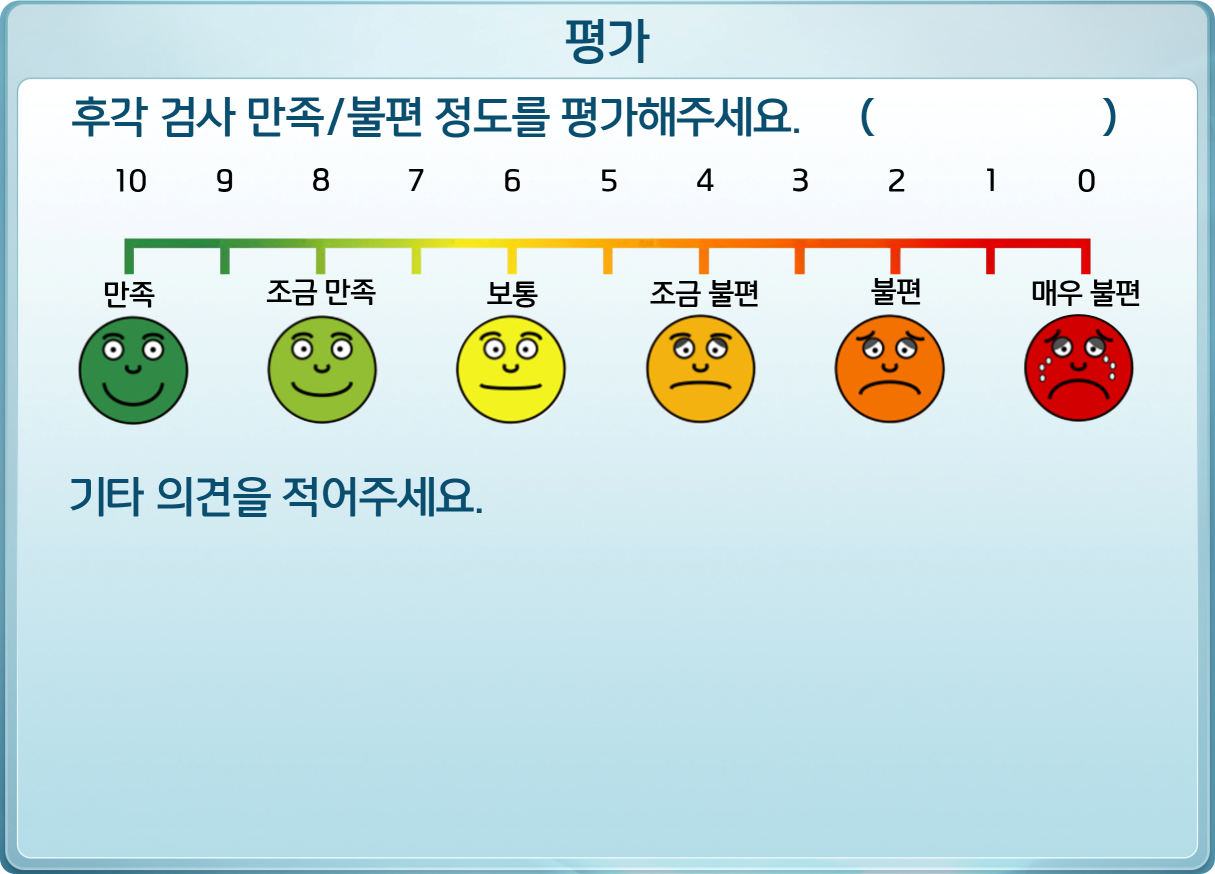 평가
후각 검사 만족/불편 정도를 평가해주세요. ( )
10 9 8 7 6 5 4 3 2 1 0
만족 조금 만족 보통 조금 불편 불편 매우 불편
기타 의견을 적어주세요.